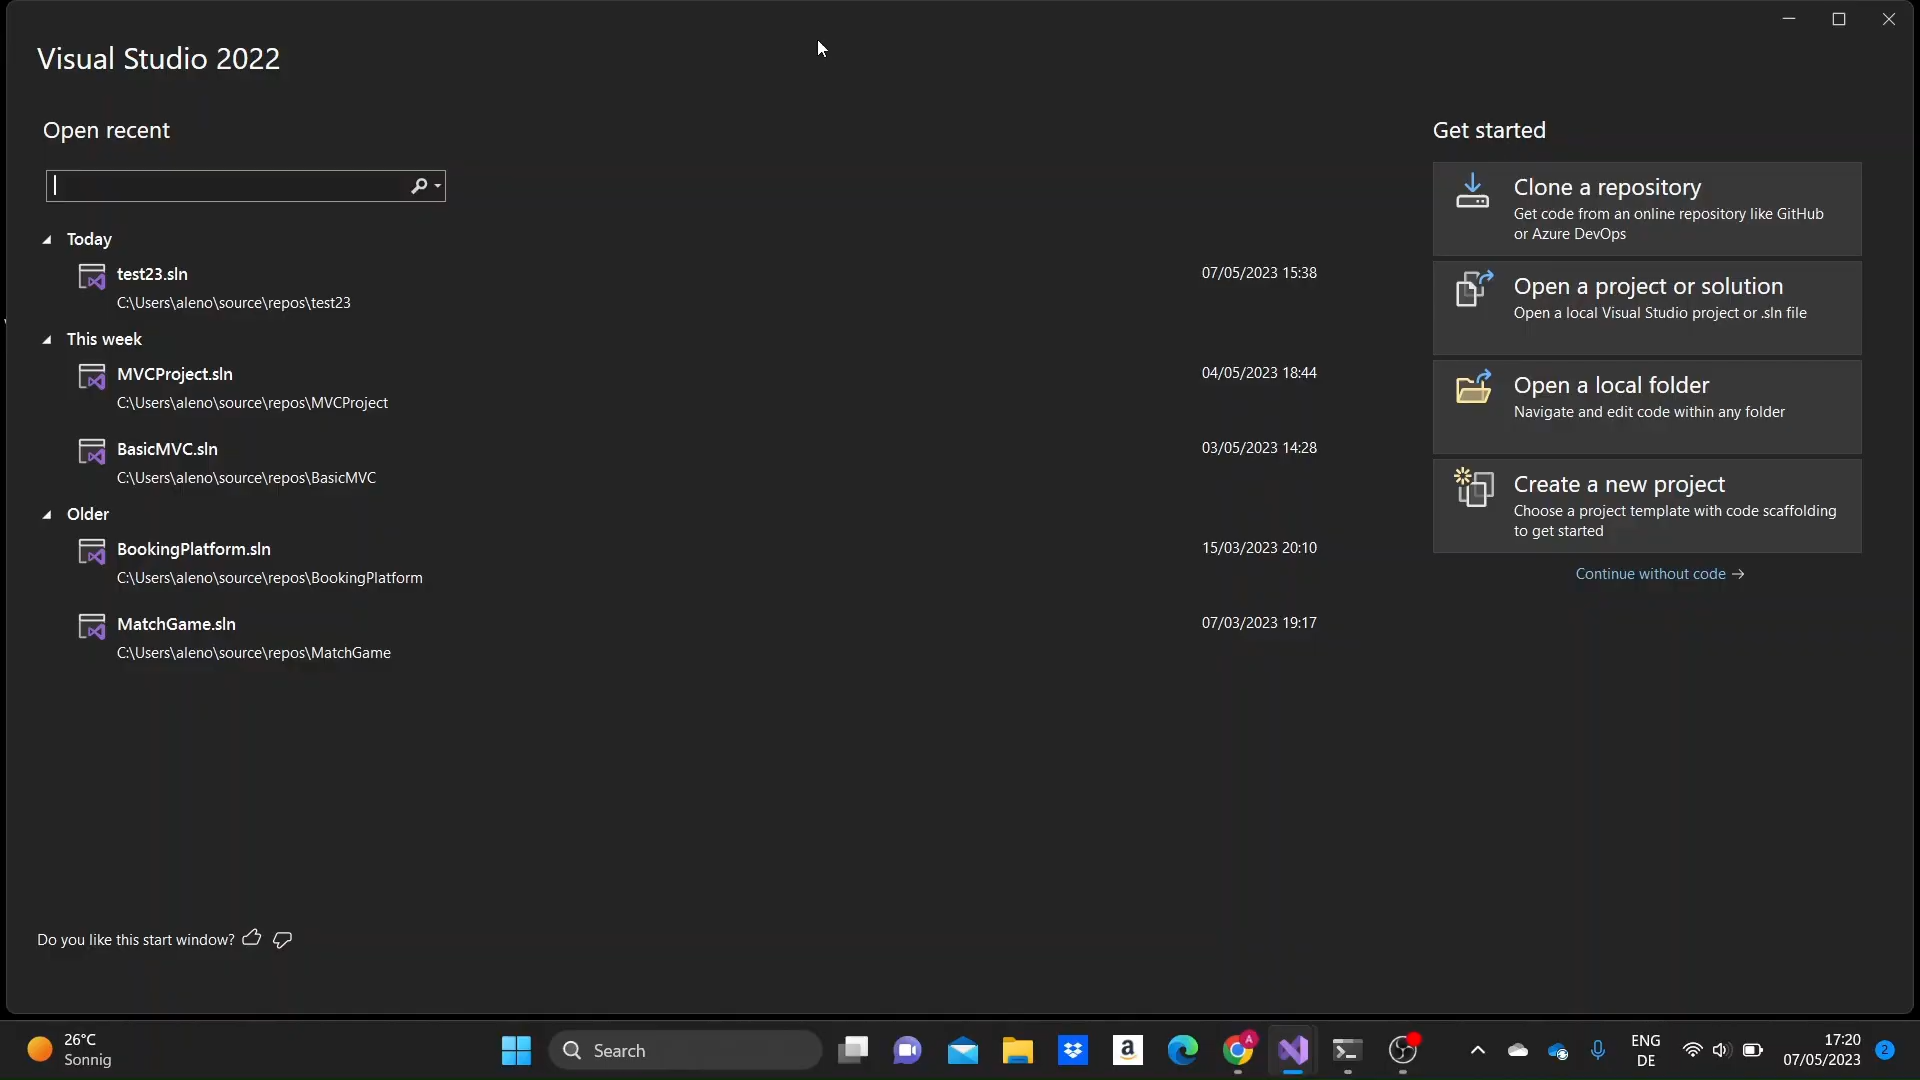 Visual Studio 2022
Open recent
Today
test23.sln
07/05/2023 15:38
C:\Users\aleno\source\repos\test23
This week
MVCProject.sln
04/05/2023 18:44
C:\Users\aleno\source\repos\MVCProject
BasicMVC.sln
03/05/2023 14:28
C:\Users\aleno\source\repos\BasicMVC
Older
BookingPlatform.sln
15/03/2023 20:10
C:\Users\aleno\source\repos\BookingPlatform
MatchGame.sln
07/03/2023 19:17
C:\Users\aleno\source\repos\MatchGame
Get started
Clone a repository
Get code from an online repository like GitHub
or Azure DevOps
Open a project or solution
Open a local Visual Studio project or .sln file
Open a local folder
Navigate and edit code within any folder
Create a new project
Choose a project template with code scaffolding
to get started
Continue without code →
Do you like this start window?
26°C
Sonnig
Search
a
A
ENG
DE
17:20
07/05/2023
2